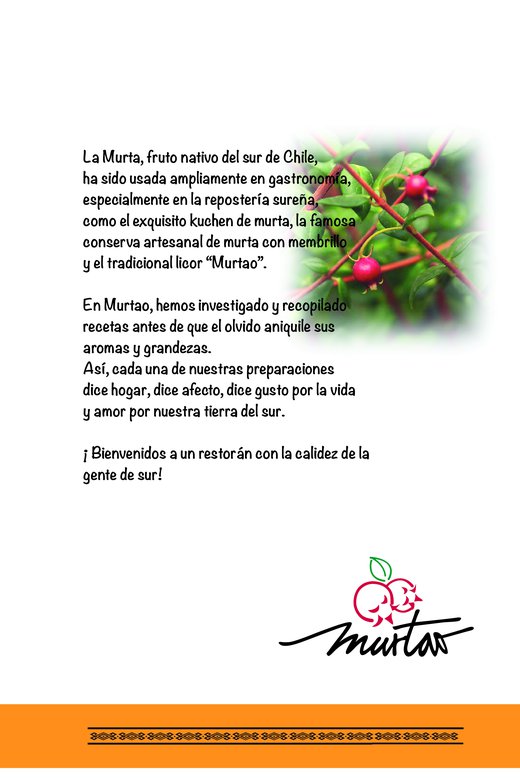 La Murta, fruto nativo del sur de Chile,
ha sido usada ampliamente en gastronomía,
especialmente en la repostería sureña,
como el exquisito kuchen de murta, la famosa
conserva artesanal de murta con membrillo
y el tradicional licor “Murtao”.
En Murtao, hemos investigado y recopilado
recetas antes de que el olvido aniquile sus
aromas y grandezas.
Así, cada una de nuestras preparaciones
dice hogar, dice afecto, dice gusto por la vida
y amor por nuestra tierra del sur.
¡ Bienvenidos a un restorán con la calidez de la
gente de sur!
murtao